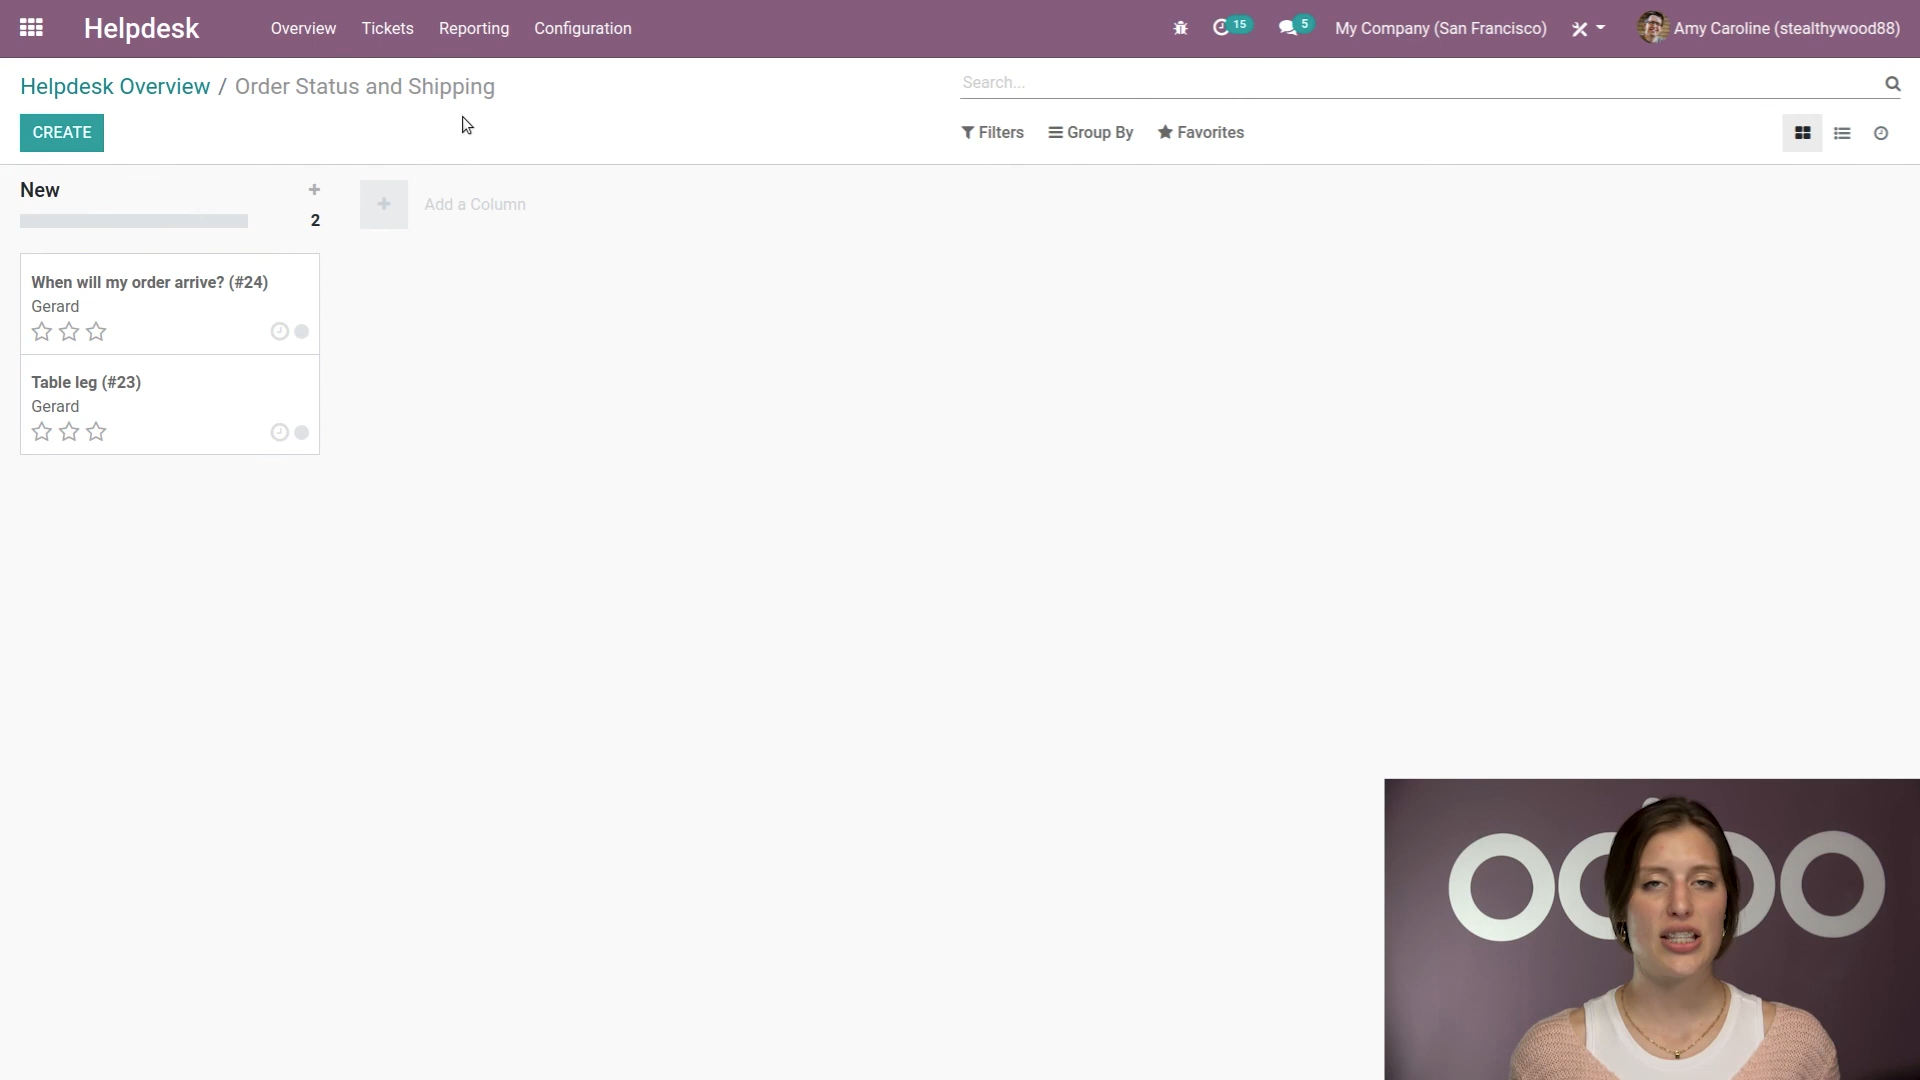 Helpdesk Overview Tickets Reporting Configuration 15 5 My Company (San Francisco) Amy Caroline (stealthywood88)
Helpdesk Overview / Order Status and Shipping
Search...
CREATE
Filters Group By Favorites
New
2
Add a Column
When will my order arrive? (#24)
Gerard
Table leg (#23)
Gerard
odoo